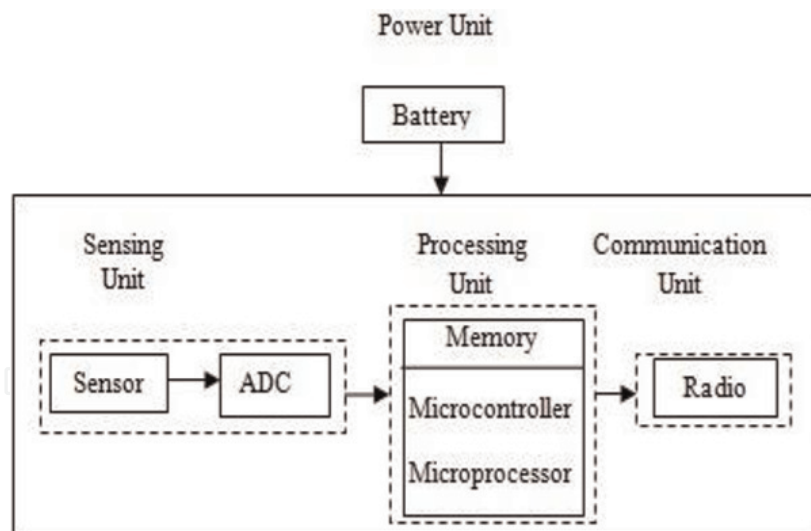 Power Unit
Battery
Sensing
Unit
Processing
Unit
Communication
Unit
Sensor
ADC
Memory
Microcontroller
Microprocessor
Radio